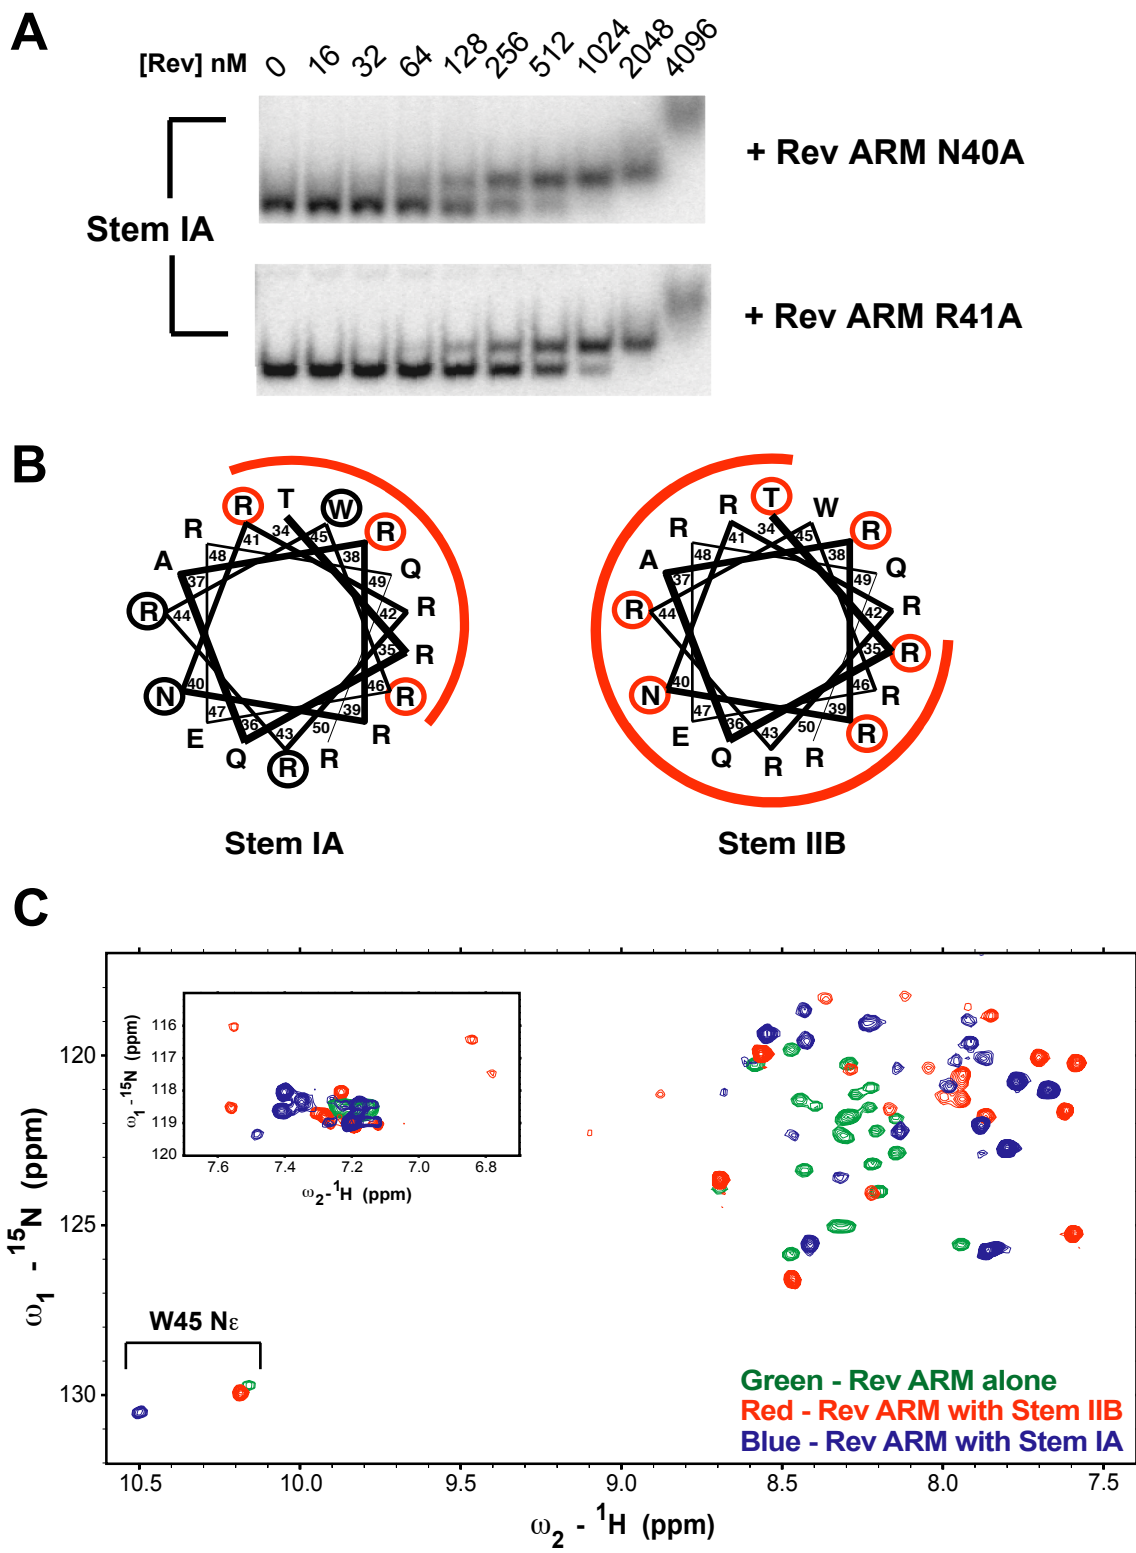 A
[Rev] nM 0 16 32 64 128 256 512 1024 2048 4096
+ Rev ARM N40A
Stem IA
+ Rev ARM R41A
B
R T W R Q R R R R R Q R E N R A R
41 34 45 38 49 42 35 46 39 50 43 36 47 40 44 37 48
Stem IA
R T W R Q R R R R R R Q E N R A R
41 34 45 38 49 42 35 46 39 50 43 36 47 40 44 37 48
Stem IIB
C
116
117
118
119
120
ω1 - 15N (ppm)
7.6 7.4 7.2 7.0 6.8
ω2 - 1H (ppm)
120
125
130
ω1 - 15N (ppm)
W45 Nε
Green - Rev ARM alone
Red - Rev ARM with Stem IIB
Blue - Rev ARM with Stem IA
10.5 10.0 9.5 9.0 8.5 8.0 7.5
ω2 - 1H (ppm)